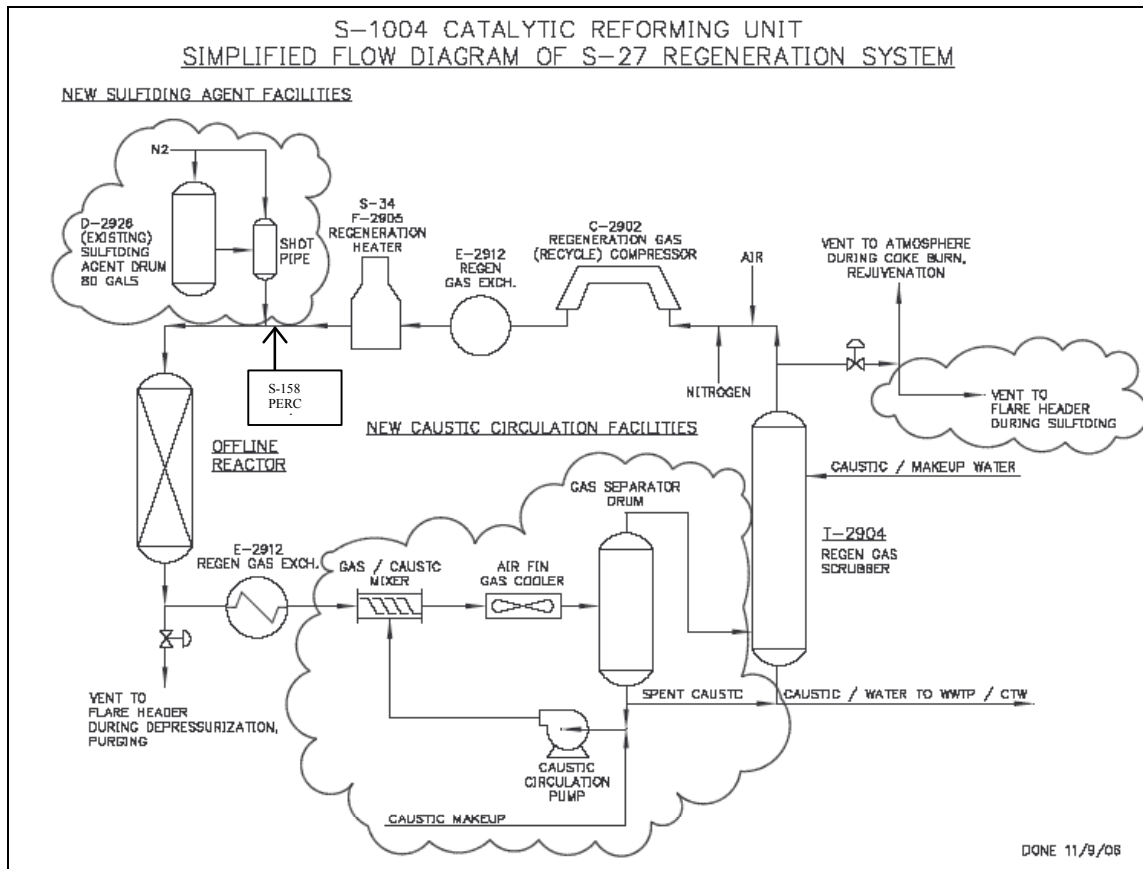 S-1004 CATALYTIC REFORMING UNIT
SIMPLIFIED FLOW DIAGRAM OF S-27 REGENERATION SYSTEM
NEW SULFIDING AGENT FACILITIES
N2
D-2926
(EXISTING)
SULFIDING
AGENT DRUM
80 GALS
SHOT
PIPE
S-34
F-2905
REGENERATION
HEATER
E-2912
REGEN
GAS EXCH.
C-2902
REGENERATION GAS
(RECYCLE) COMPRESSOR
AIR
NITROGEN
VENT TO ATMOSPHERE
DURING COKE BURN,
REJUVENATION
VENT TO
FLARE HEADER
DURING SULFIDING
S-158
PERC
OFFLINE
REACTOR
NEW CAUSTIC CIRCULATION FACILITIES
GAS SEPARATOR
DRUM
CAUSTIC / MAKEUP WATER
T-2904
REGEN GAS
SCRUBBER
E-2912
REGEN GAS EXCH.
GAS / CAUSTC
MIXER
AIR FIN
GAS COOLER
VENT TO
FLARE HEADER
DURING DEPRESSURIZATION,
PURGING
SPENT CAUSTC
CAUSTIC / WATER TO WWTP / CTW
CAUSTIC
CIRCULATION
PUMP
CAUSTIC MAKEUP
DONE 11/9/06